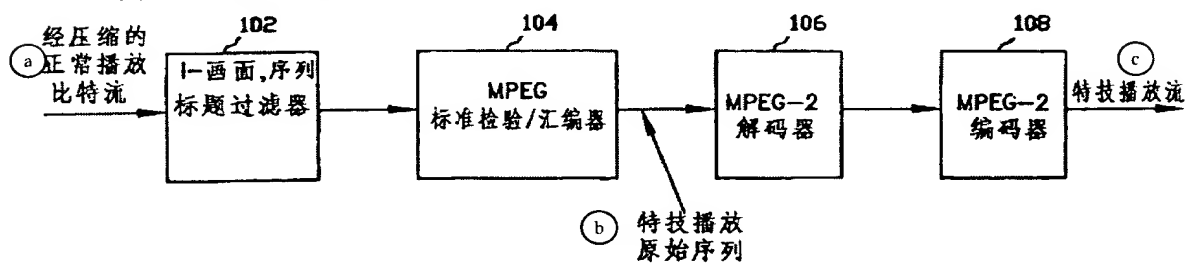 102
104
106
108
a
经压缩的
正常播放
比特流
I-画面,序列
标题过滤器
MPEG
标准检验/汇编器
MPEG-2
解码器
MPEG-2
编码器
c
特技播放流
b
特技播放
原始序列